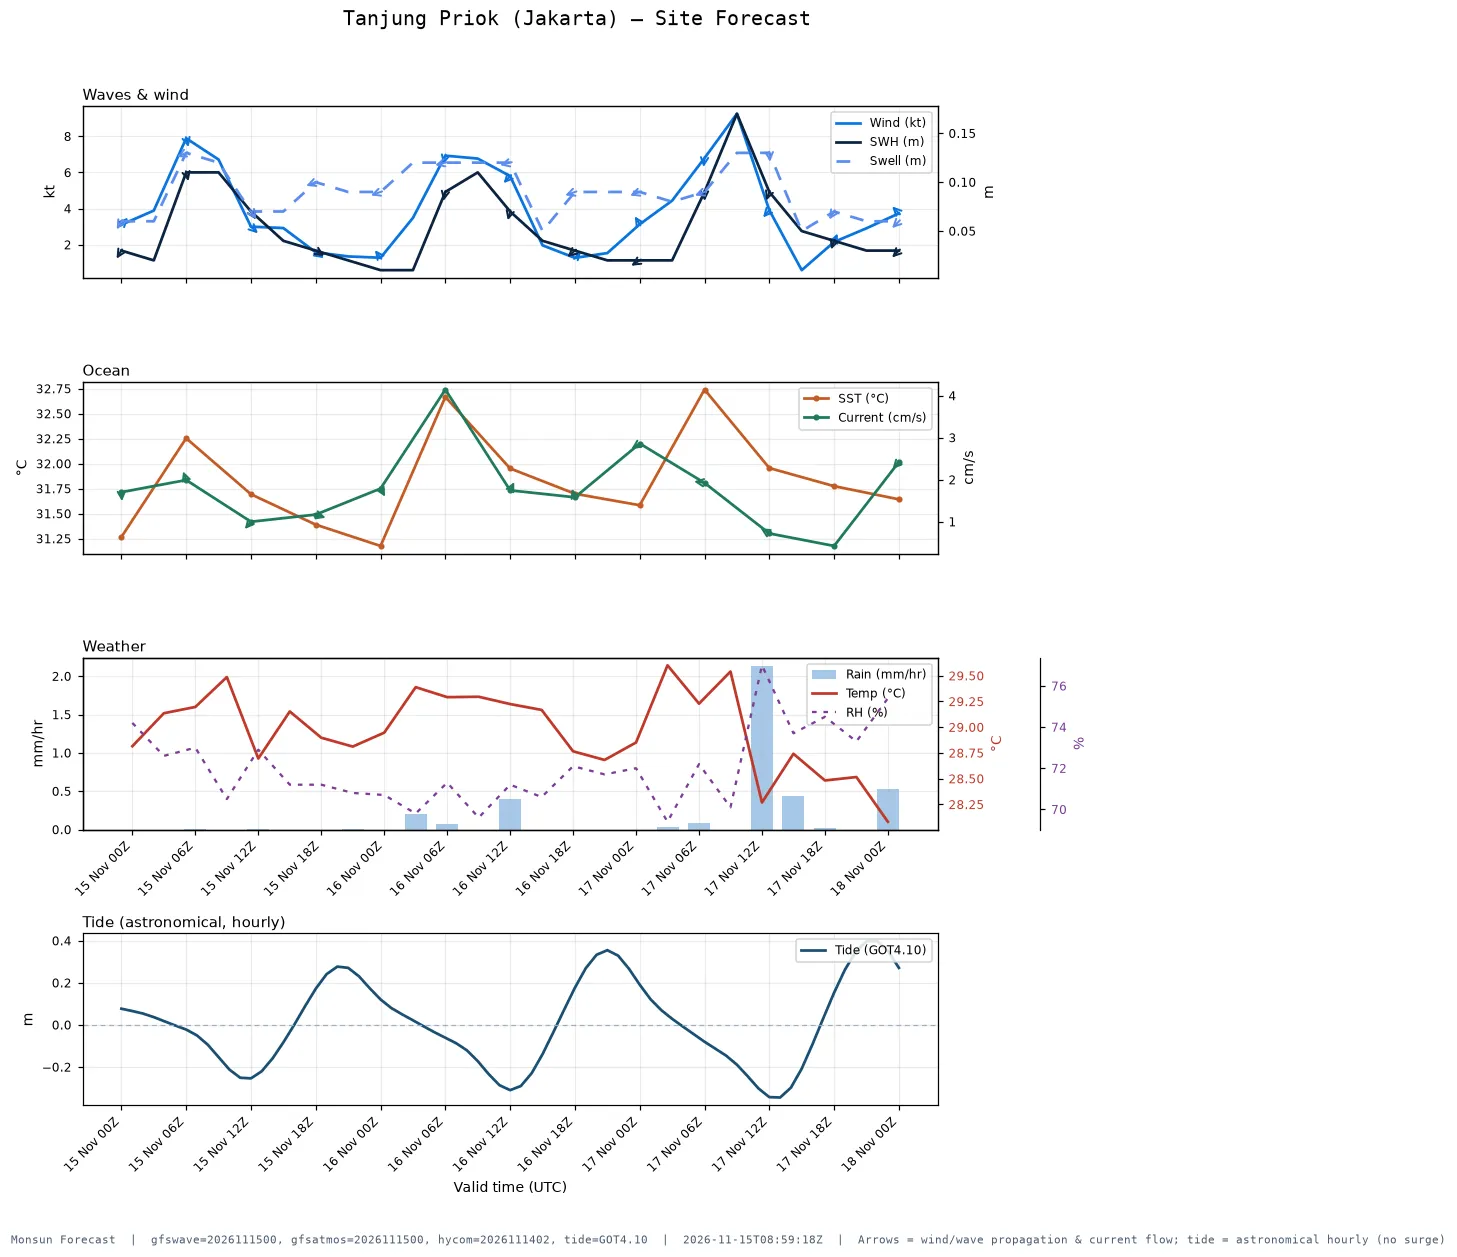 Tanjung Priok (Jakarta) — Site Forecast
Waves & wind
8
6
4
2
kt
0.15
0.10
0.05
m
Wind (kt)
SWH (m)
Swell (m)
Ocean
32.75
32.50
32.25
32.00
31.75
31.50
31.25
°C
4
3
2
1
cm/s
SST (°C)
Current (cm/s)
Weather
2.0
1.5
1.0
0.5
0.0
mm/hr
29.50
29.25
29.00
28.75
28.50
28.25
°C
76
74
72
70
%
Rain (mm/hr)
Temp (°C)
RH (%)
15 Nov 00Z
15 Nov 06Z
15 Nov 12Z
15 Nov 18Z
16 Nov 00Z
16 Nov 06Z
16 Nov 12Z
16 Nov 18Z
17 Nov 00Z
17 Nov 06Z
17 Nov 12Z
17 Nov 18Z
18 Nov 00Z
Tide (astronomical, hourly)
0.4
0.2
0.0
−0.2
m
Tide (GOT4.10)
15 Nov 00Z
15 Nov 06Z
15 Nov 12Z
15 Nov 18Z
16 Nov 00Z
16 Nov 06Z
16 Nov 12Z
16 Nov 18Z
17 Nov 00Z
17 Nov 06Z
17 Nov 12Z
17 Nov 18Z
18 Nov 00Z
Valid time (UTC)
Monsun Forecast | gfswave=2026111500, gfsatmos=2026111500, hycom=2026111402, tide=GOT4.10 | 2026-11-15T08:59:18Z | Arrows = wind/wave propagation & current flow; tide = astronomical hourly (no surge)